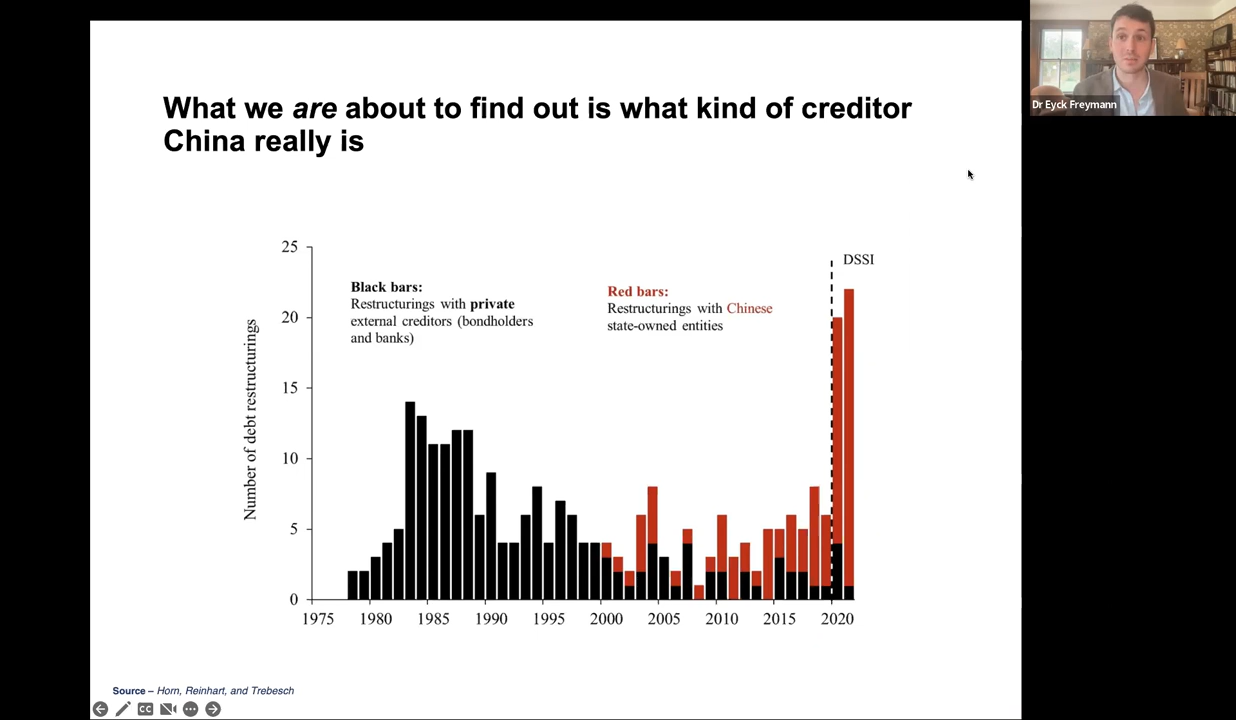 What we are about to find out is what kind of creditor
China really is
Dr Eyck Freymann
25
20
15
10
5
0
Number of debt restructurings
Black bars:
Restructurings with private
external creditors (bondholders
and banks)
Red bars:
Restructurings with Chinese
state-owned entities
DSSI
1975
1980
1985
1990
1995
2000
2005
2010
2015
2020
Source – Horn, Reinhart, and Trebesch
CC